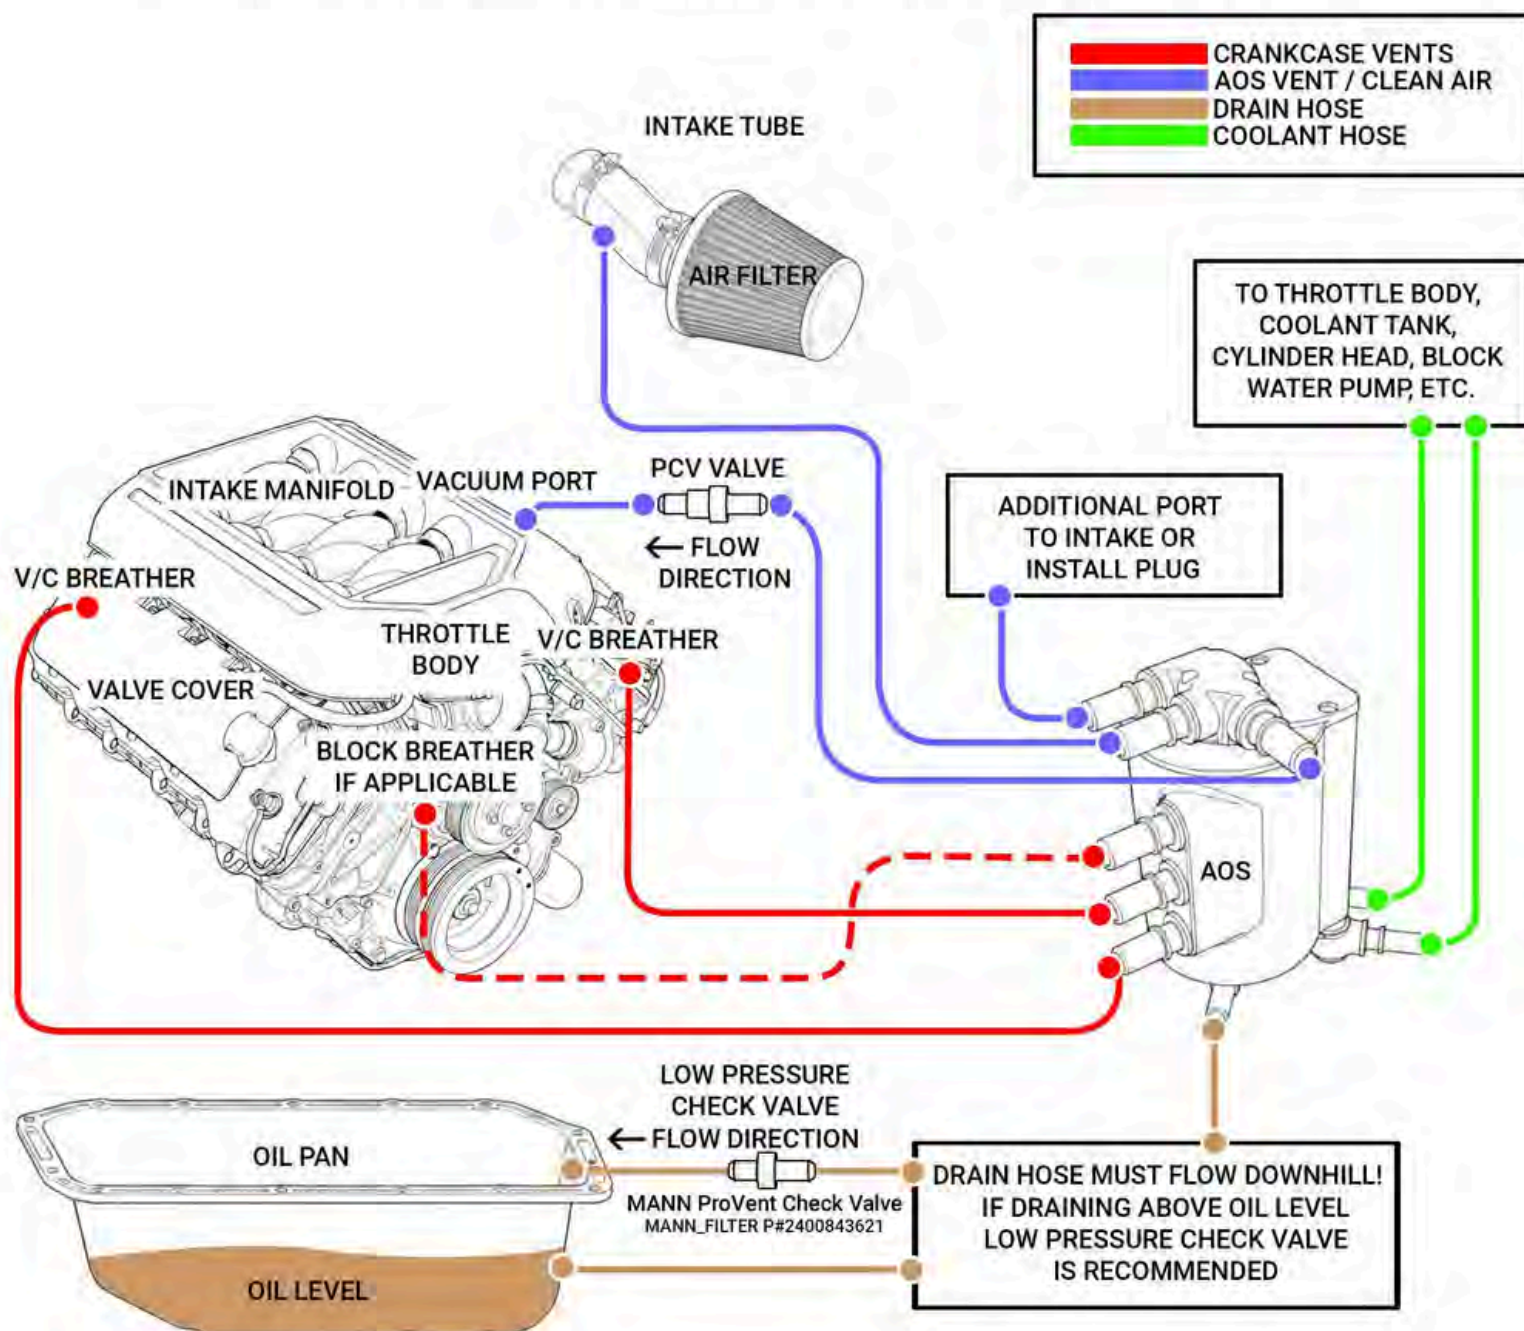 CRANKCASE VENTS
AOS VENT / CLEAN AIR
DRAIN HOSE
COOLANT HOSE
INTAKE TUBE
AIR FILTER
TO THROTTLE BODY,
COOLANT TANK,
CYLINDER HEAD, BLOCK
WATER PUMP, ETC.
INTAKE MANIFOLD
VACUUM PORT
PCV VALVE
← FLOW
DIRECTION
ADDITIONAL PORT
TO INTAKE OR
INSTALL PLUG
V/C BREATHER
THROTTLE
BODY
V/C BREATHER
VALVE COVER
BLOCK BREATHER
IF APPLICABLE
AOS
LOW PRESSURE
CHECK VALVE
← FLOW DIRECTION
OIL PAN
MANN ProVent Check Valve
MANN_FILTER P#2400843621
DRAIN HOSE MUST FLOW DOWNHILL!
IF DRAINING ABOVE OIL LEVEL
LOW PRESSURE CHECK VALVE
IS RECOMMENDED
OIL LEVEL